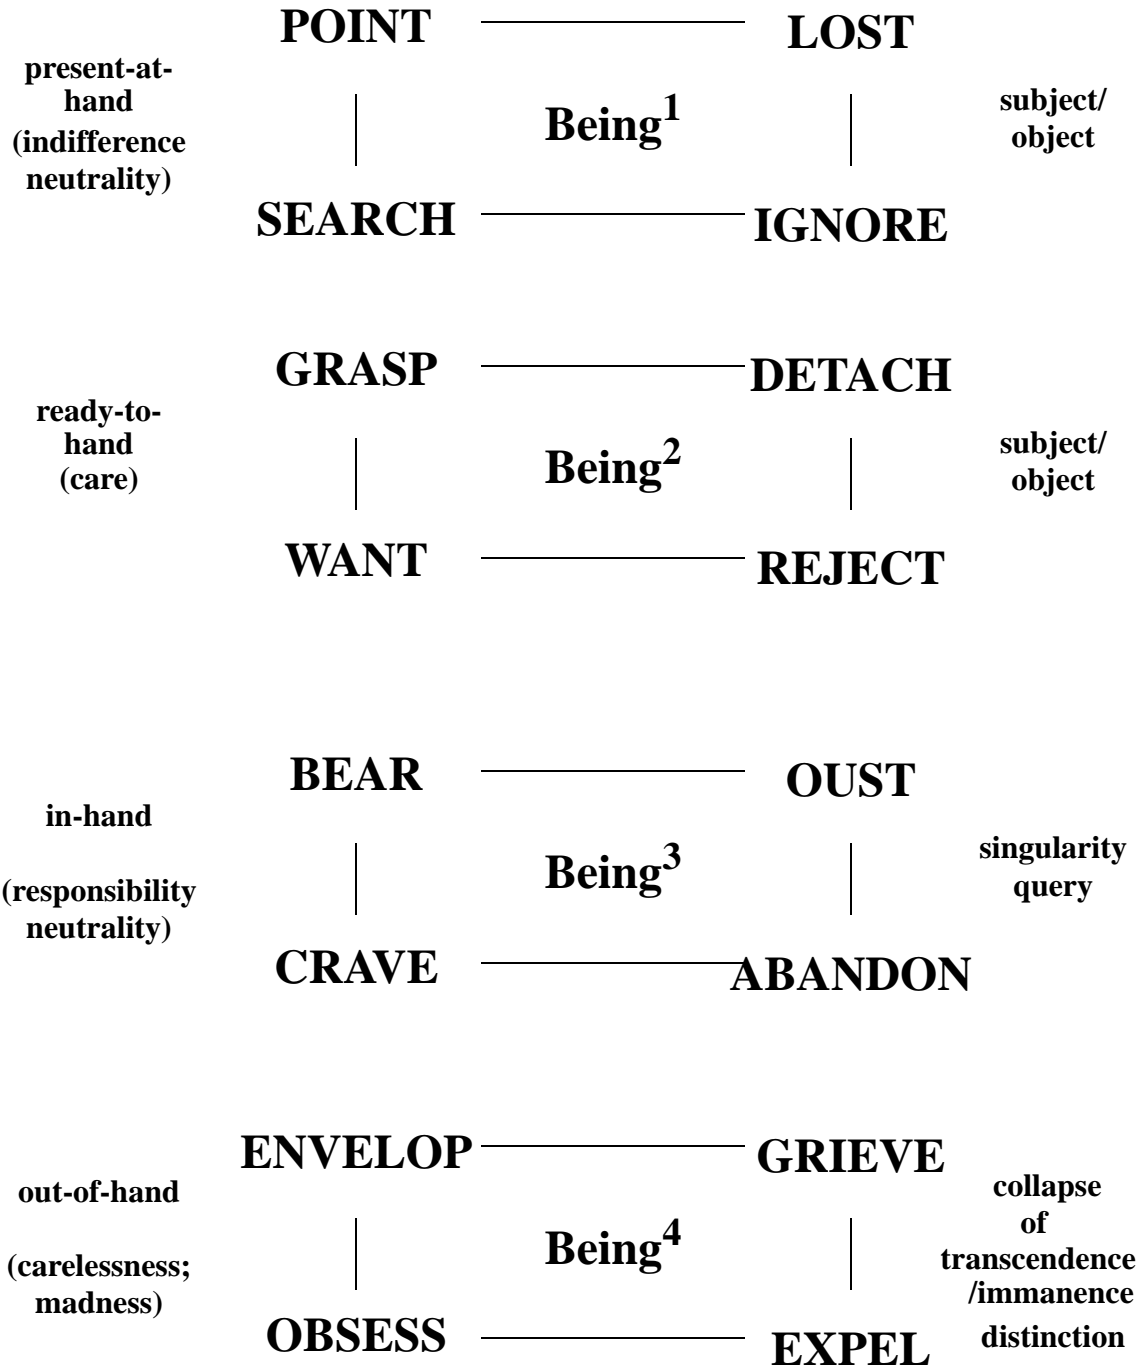 POINT LOST
present-at-
hand
(indifference
neutrality)
Being1
subject/
object
SEARCH IGNORE
GRASP DETACH
ready-to-
hand
(care)
Being2
subject/
object
WANT REJECT
BEAR OUST
in-hand
(responsibility
neutrality)
Being3
singularity
query
CRAVE ABANDON
ENVELOP GRIEVE
out-of-hand
(carelessness;
madness)
Being4
collapse
of
transcendence
/immanence
distinction
OBSESS EXPEL